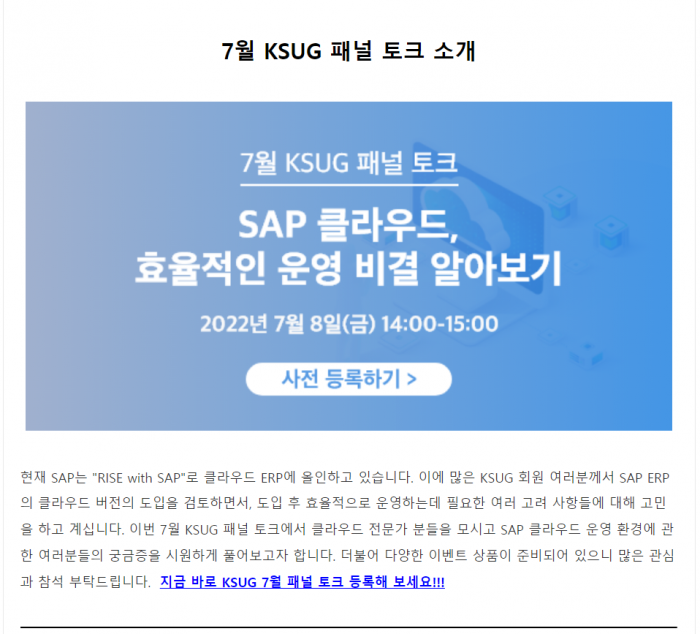 7월 KSUG 패널 토크 소개
7월 KSUG 패널 토크
SAP 클라우드,
효율적인 운영 비결 알아보기
2022년 7월 8일(금) 14:00-15:00
사전 등록하기 >
현재 SAP는 "RISE with SAP"로 클라우드 ERP에 올인하고 있습니다. 이에 많은 KSUG 회원 여러분께서 SAP ERP
의 클라우드 버전의 도입을 검토하면서, 도입 후 효율적으로 운영하는데 필요한 여러 고려 사항들에 대해 고민
을 하고 계십니다. 이번 7월 KSUG 패널 토크에서 클라우드 전문가 분들을 모시고 SAP 클라우드 운영 환경에 관
한 여러분들의 궁금증을 시원하게 풀어보고자 합니다. 더불어 다양한 이벤트 상품이 준비되어 있으니 많은 관심
과 참석 부탁드립니다. 지금 바로 KSUG 7월 패널 토크 등록해 보세요!!!